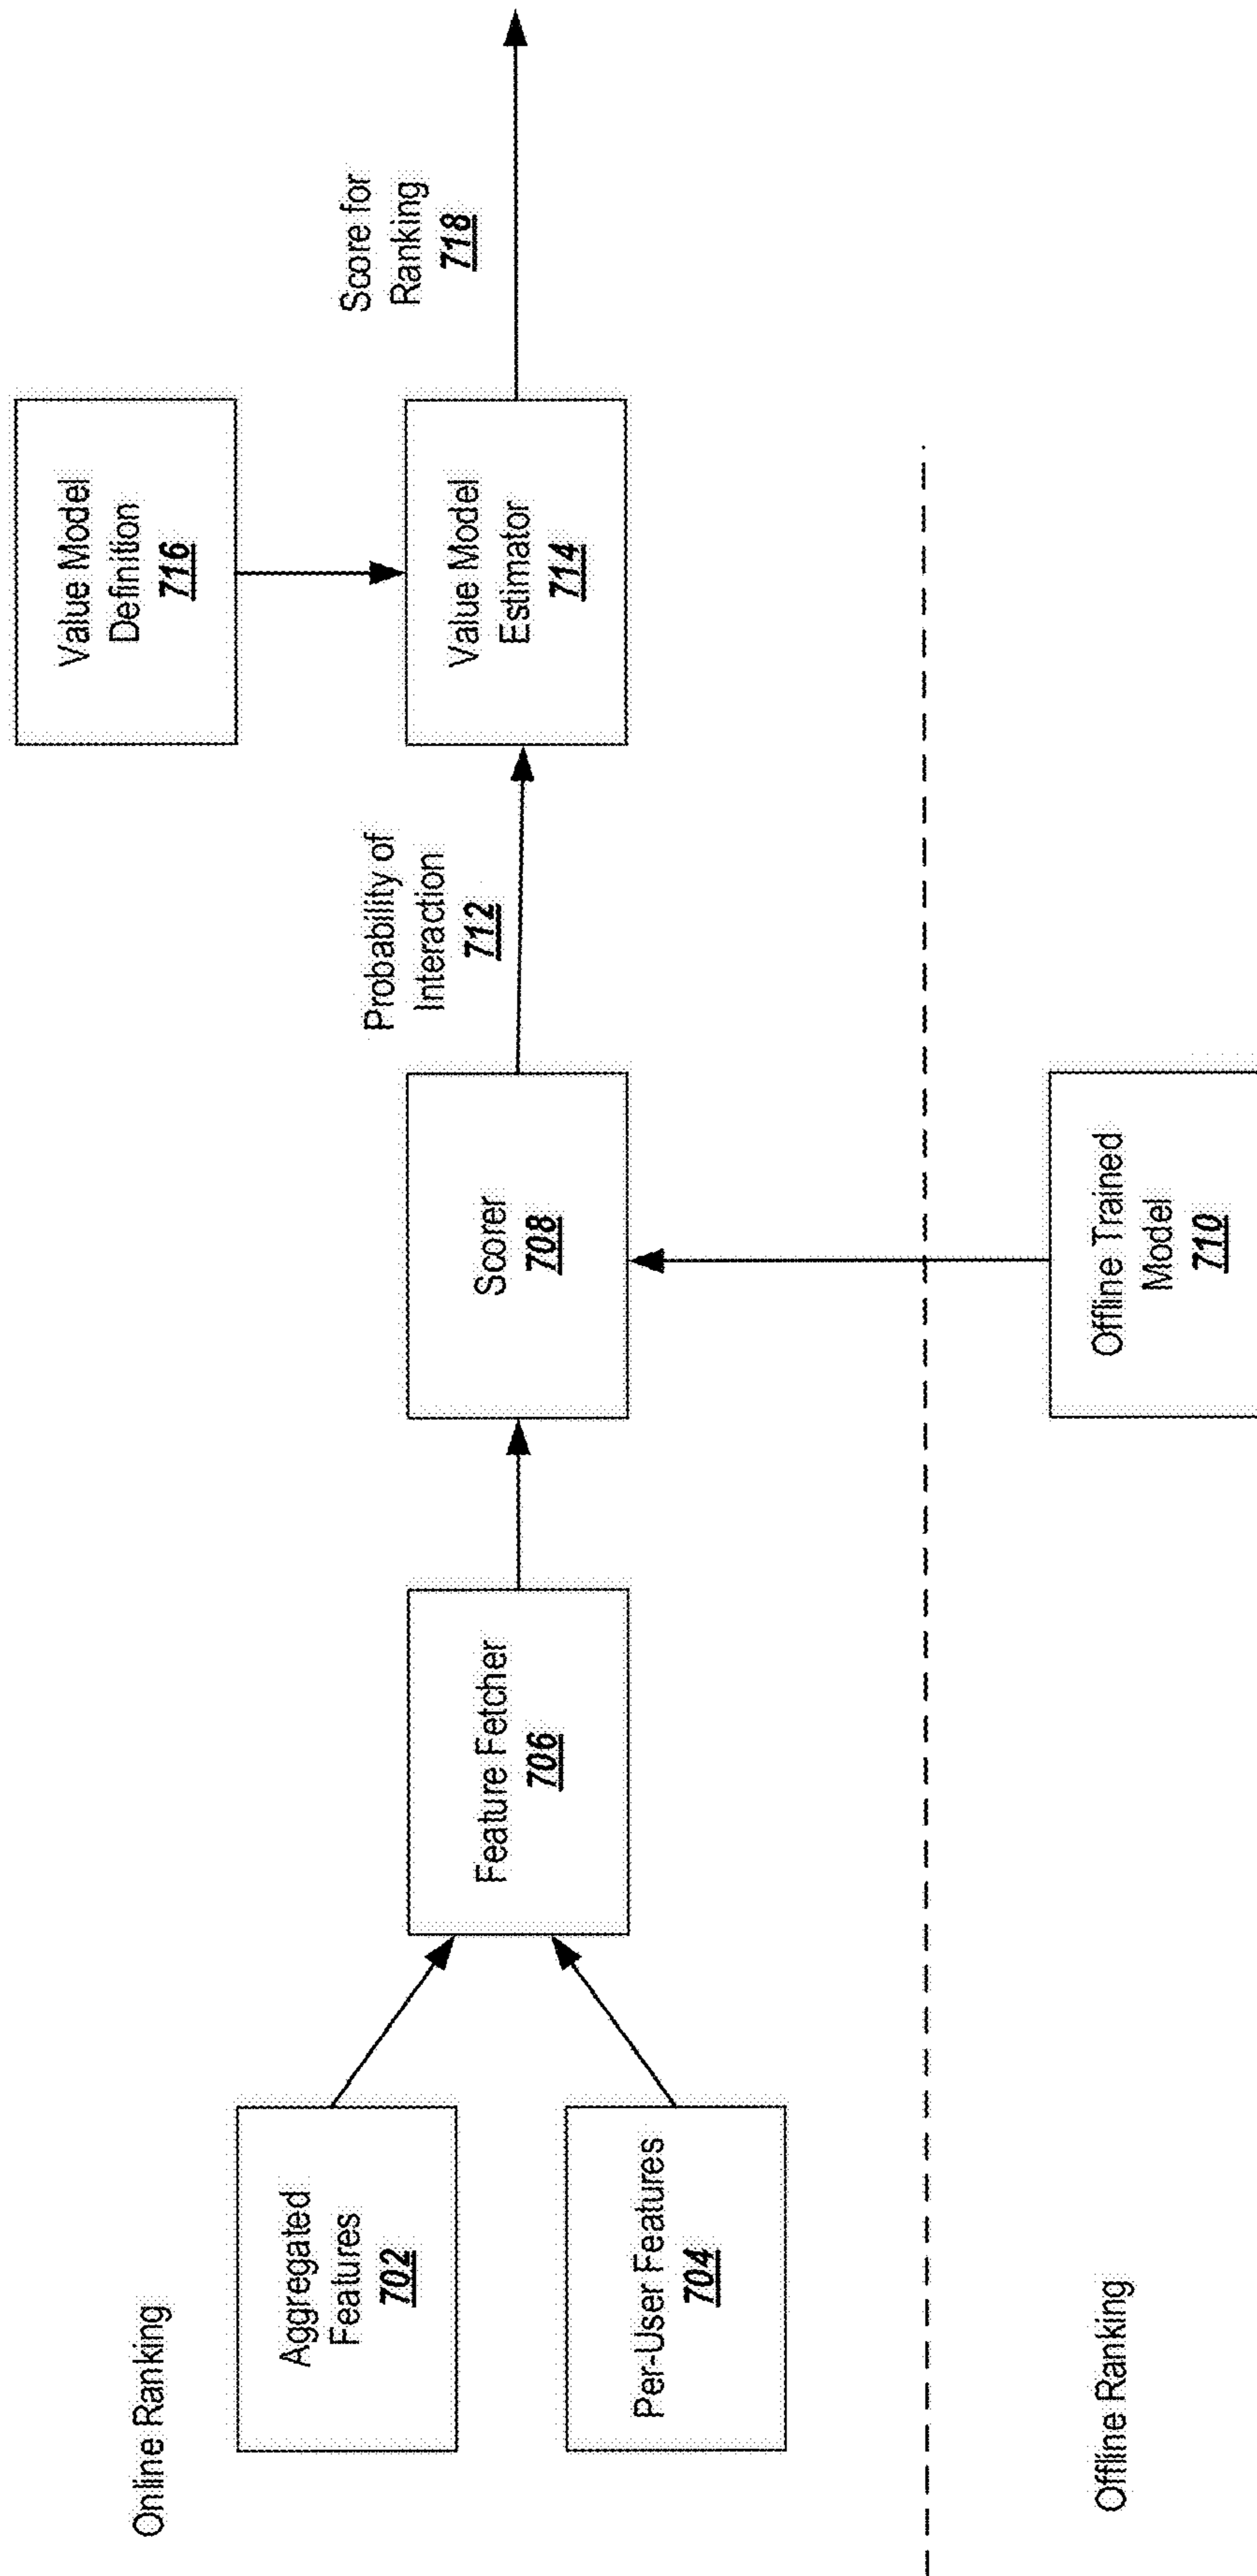 Online Ranking
Aggregated
Features
702
Per-User Features
704
Feature Fetcher
706
Scorer
708
Probability of
Interaction
712
Value Model
Definition
716
Value Model
Estimator
714
Score for
Ranking
718
Offline Ranking
Offline Trained
Model
710